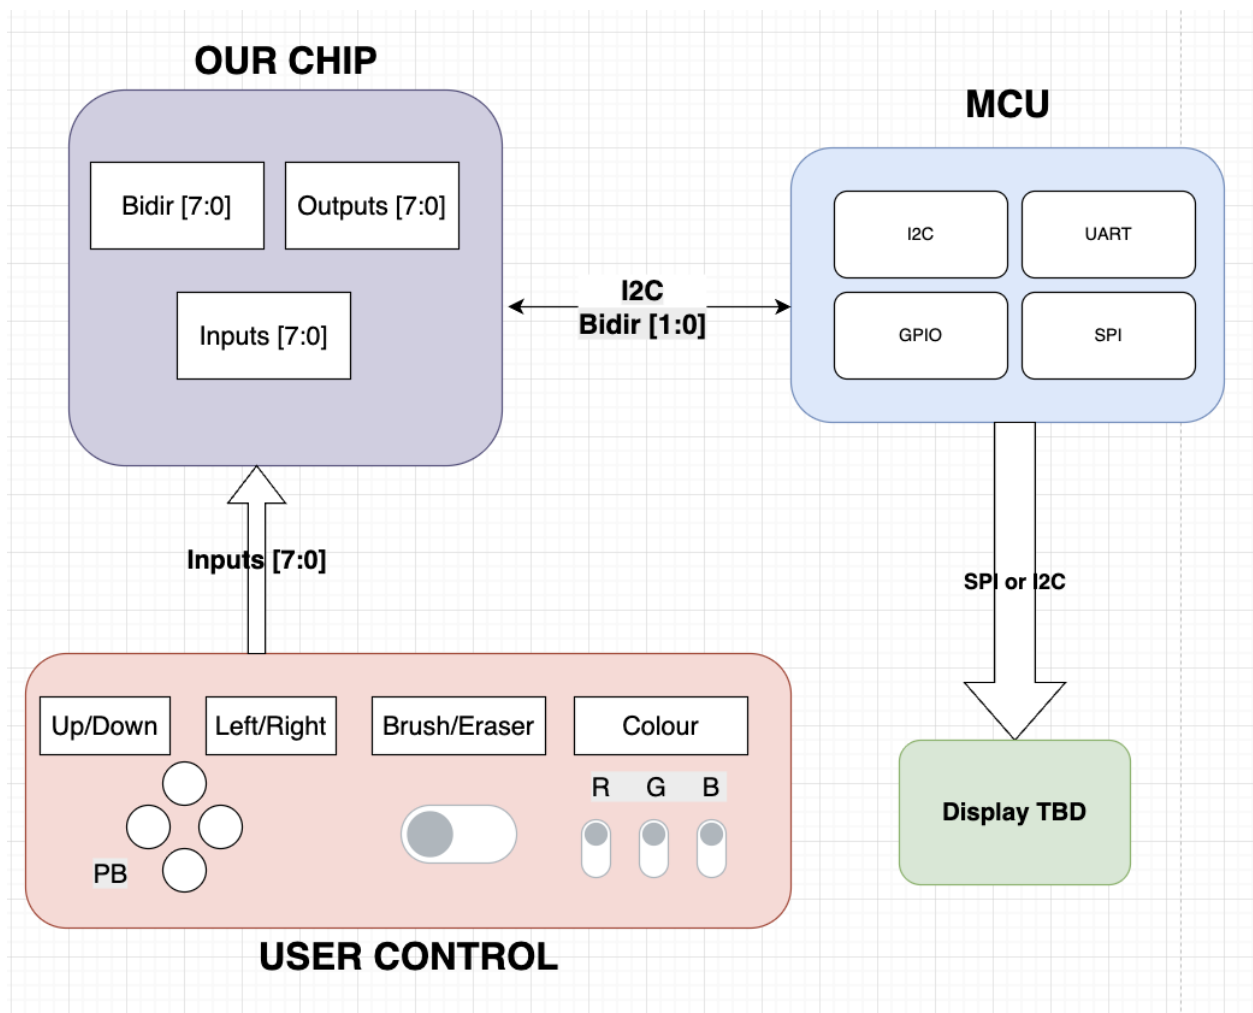 OUR CHIP
Bidir [7:0]
Outputs [7:0]
Inputs [7:0]
I2C
Bidir [1:0]
MCU
I2C
UART
GPIO
SPI
Inputs [7:0]
SPI or I2C
Up/Down
Left/Right
Brush/Eraser
Colour
R
G
B
PB
USER CONTROL
Display TBD